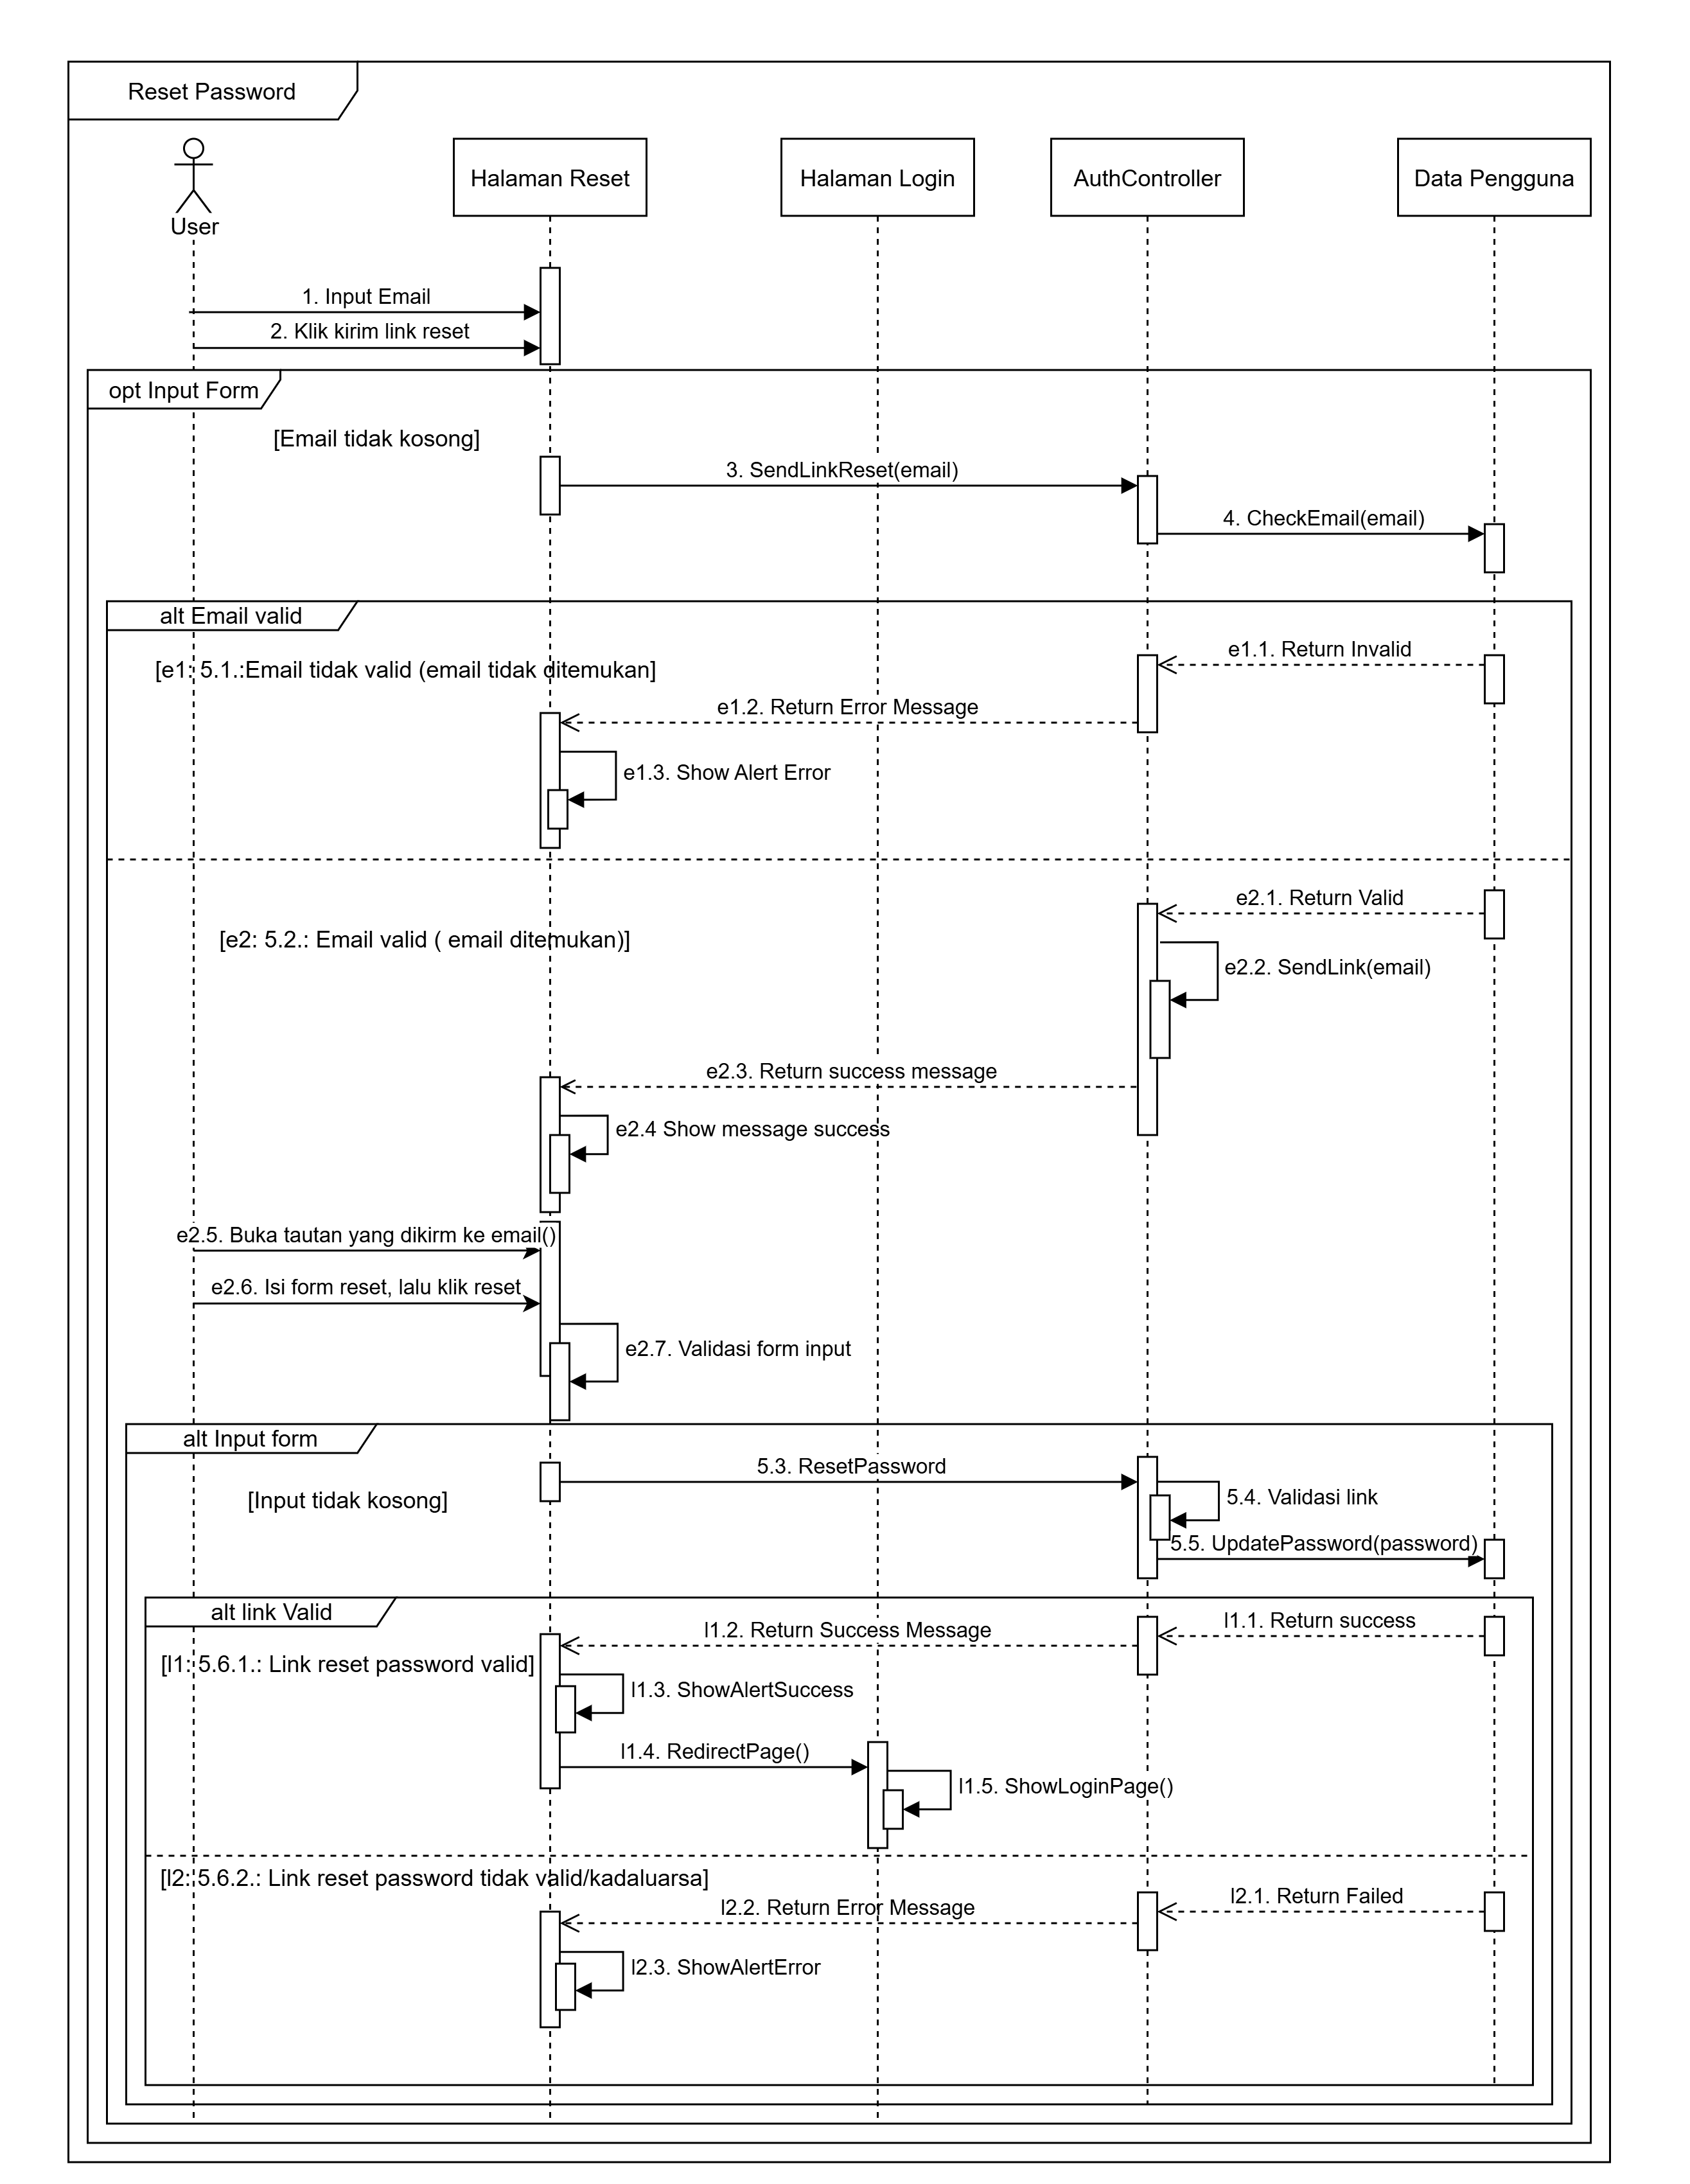 Reset Password
User
Halaman Reset
Halaman Login
AuthController
Data Pengguna
1. Input Email
2. Klik kirim link reset
opt Input Form
[Email tidak kosong]
3. SendLinkReset(email)
4. CheckEmail(email)
alt Email valid
e1.1. Return Invalid
[e1: 5.1.:Email tidak valid (email tidak ditemukan]
e1.2. Return Error Message
e1.3. Show Alert Error
e2.1. Return Valid
[e2: 5.2.: Email valid ( email ditemukan)]
e2.2. SendLink(email)
e2.3. Return success message
e2.4 Show message success
e2.5. Buka tautan yang dikirm ke email()
e2.6. Isi form reset, lalu klik reset
e2.7. Validasi form input
alt Input form
5.3. ResetPassword
[Input tidak kosong]
5.4. Validasi link
5.5. UpdatePassword(password)
alt link Valid
l1.1. Return success
l1.2. Return Success Message
[l1: 5.6.1.: Link reset password valid]
l1.3. ShowAlertSuccess
l1.4. RedirectPage()
l1.5. ShowLoginPage()
[l2: 5.6.2.: Link reset password tidak valid/kadaluarsa]
l2.1. Return Failed
l2.2. Return Error Message
l2.3. ShowAlertError